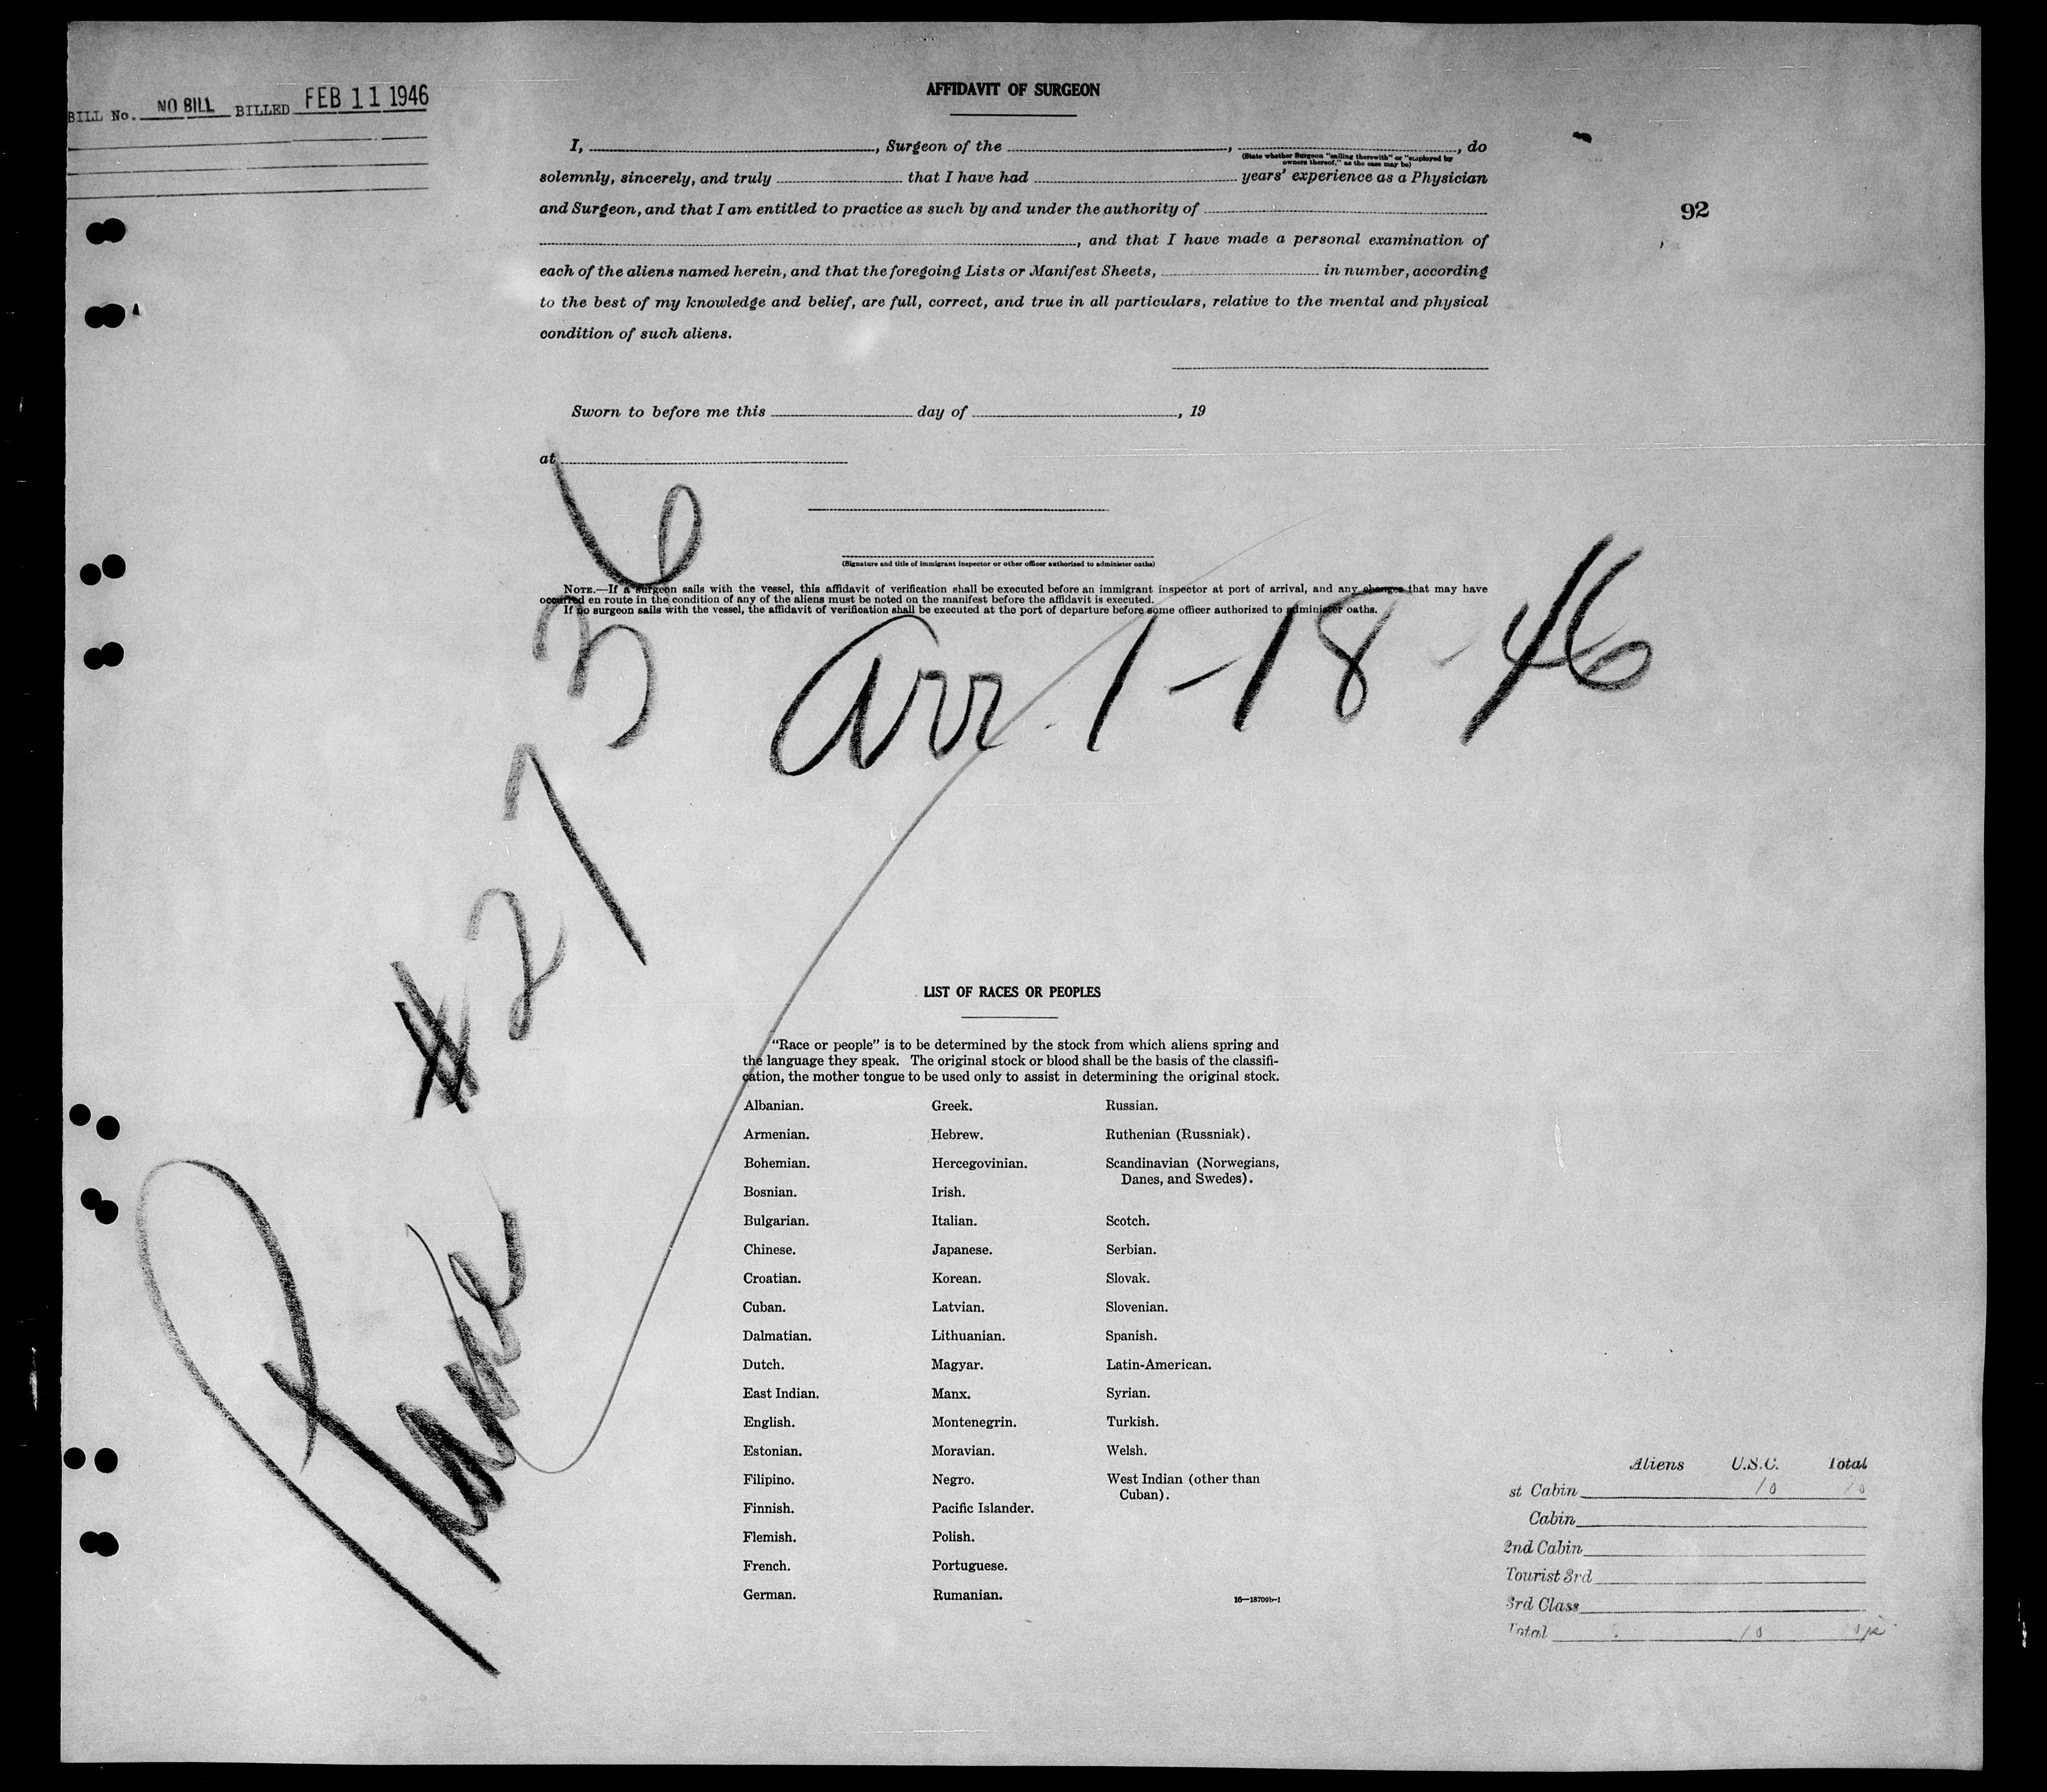 BILL No. NO BILL BILLED FEB 11 1946
AFFIDAVIT OF SURGEON
I, , Surgeon of the , , do
(State whether Surgeon "sailing therewith" or "employed by
owners thereof," as the case may be)
solemnly, sincerely, and truly that I have had years' experience as a Physician
and Surgeon, and that I am entitled to practice as such by and under the authority of
, and that I have made a personal examination of
each of the aliens named herein, and that the foregoing Lists or Manifest Sheets, in number, according
to the best of my knowledge and belief, are full, correct, and true in all particulars, relative to the mental and physical
condition of such aliens.
92
Sworn to before me this day of , 19
at
(Signature and title of immigrant inspector or other officer authorized to administer oaths)
NOTE.—If a surgeon sails with the vessel, this affidavit of verification shall be executed before an immigrant inspector at port of arrival, and any changes that may have
occurred en route in the condition of any of the aliens must be noted on the manifest before the affidavit is executed.
If no surgeon sails with the vessel, the affidavit of verification shall be executed at the port of departure before some officer authorized to administer oaths.
Plane #2736
arr. 1-18-46
LIST OF RACES OR PEOPLES
"Race or people" is to be determined by the stock from which aliens spring and
the language they speak. The original stock or blood shall be the basis of the classifi-
cation, the mother tongue to be used only to assist in determining the original stock.
Albanian.
Armenian.
Bohemian.
Bosnian.
Bulgarian.
Chinese.
Croatian.
Cuban.
Dalmatian.
Dutch.
East Indian.
English.
Estonian.
Filipino.
Finnish.
Flemish.
French.
German.
Greek.
Hebrew.
Hercegovinian.
Irish.
Italian.
Japanese.
Korean.
Latvian.
Lithuanian.
Magyar.
Manx.
Montenegrin.
Moravian.
Negro.
Pacific Islander.
Polish.
Portuguese.
Rumanian.
Russian.
Ruthenian (Russniak).
Scandinavian (Norwegians,
Danes, and Swedes).
Scotch.
Serbian.
Slovak.
Slovenian.
Spanish.
Latin-American.
Syrian.
Turkish.
Welsh.
West Indian (other than
Cuban).
16—18709b-1
Aliens U.S.C. Total
st Cabin 10 10
Cabin
2nd Cabin
Tourist 3rd
3rd Class
Total 10